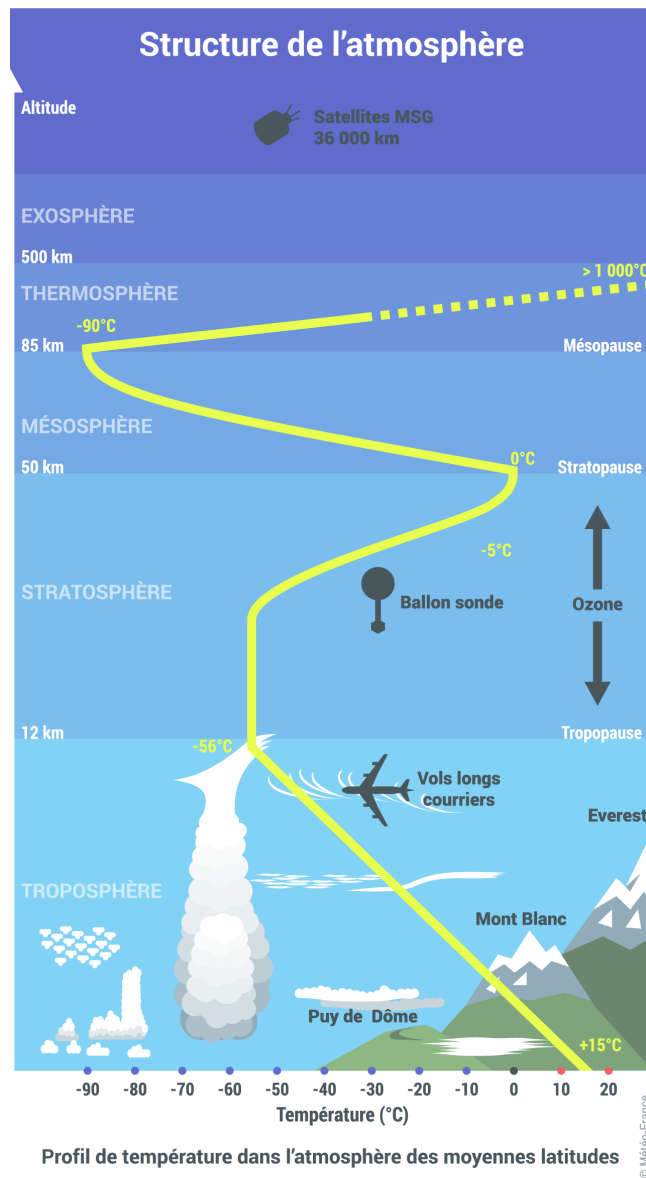 Structure de l’atmosphère
Altitude
Satellites MSG
36 000 km
EXOSPHÈRE
500 km
> 1 000°C
THERMOSPHÈRE
-90°C
85 km
Mésopause
MÉSOSPHÈRE
0°C
50 km
Stratopause
-5°C
STRATOSPHÈRE
Ballon sonde
Ozone
12 km
Tropopause
-56°C
Vols longs
courriers
Everest
TROPOSPHÈRE
Mont Blanc
Puy de Dôme
+15°C
-90 -80 -70 -60 -50 -40 -30 -20 -10 0 10 20
Température (°C)
Profil de température dans l’atmosphère des moyennes latitudes
© Météo-France